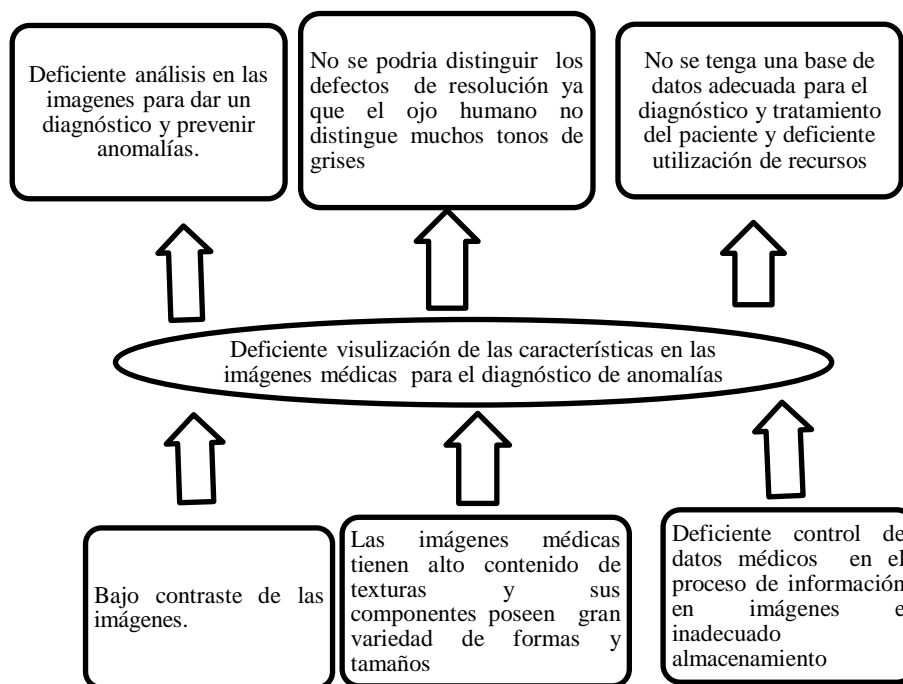 Deficiente análisis en las
imagenes para dar un
diagnóstico y prevenir
anomalías.
No se podria distinguir los
defectos de resolución ya
que el ojo humano no
distingue muchos tonos de
grises
No se tenga una base de
datos adecuada para el
diagnóstico y tratamiento
del paciente y deficiente
utilización de recursos
Deficiente visulización de las características en las
imágenes médicas para el diagnóstico de anomalías
Bajo contraste de las
imágenes.
Las imágenes médicas
tienen alto contenido de
texturas y sus
componentes poseen gran
variedad de formas y
tamaños
Deficiente control de
datos médicos en el
proceso de información
en imágenes e
inadecuado
almacenamiento